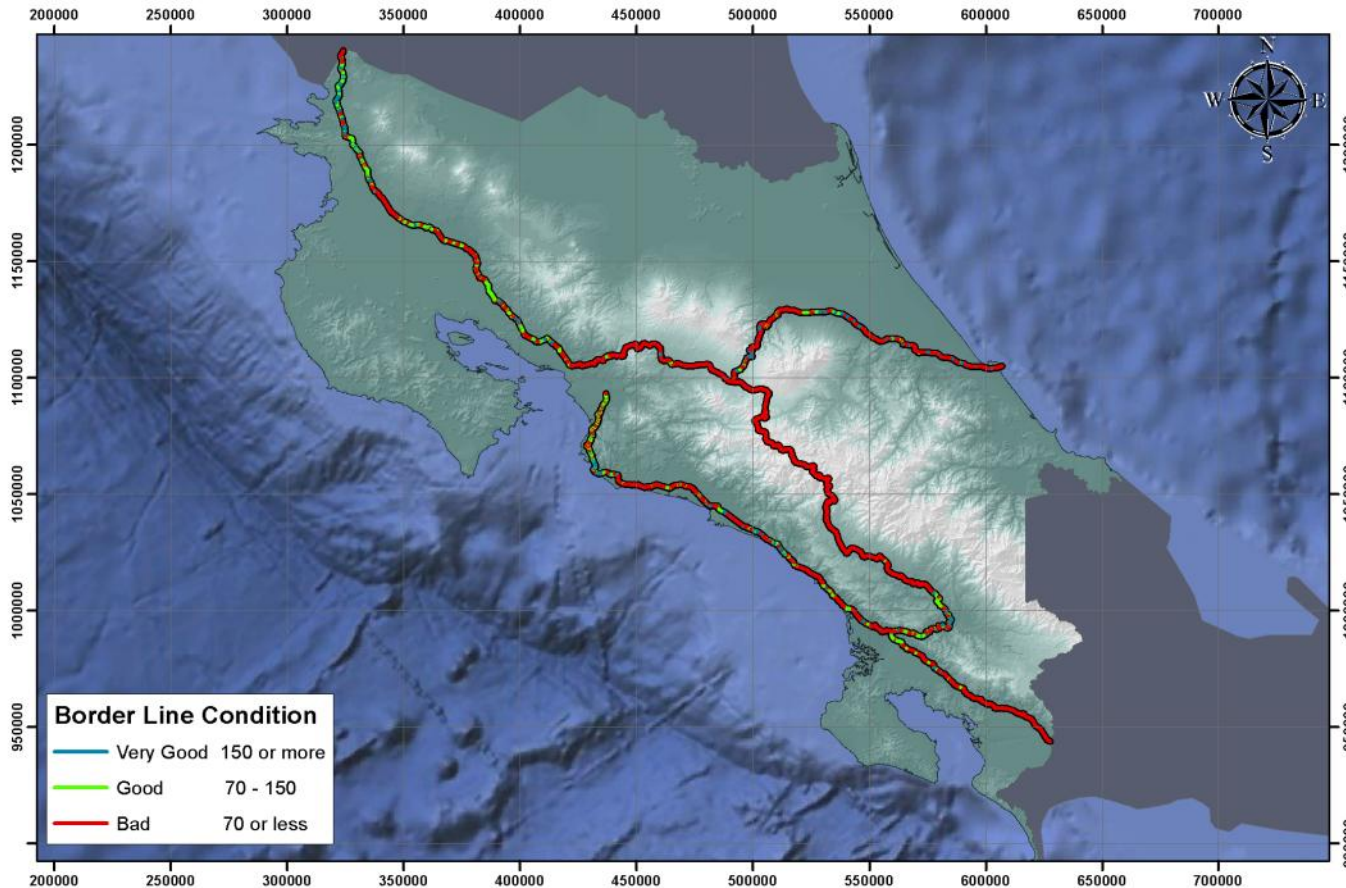 200000 250000 300000 350000 400000 450000 500000 550000 600000 650000 700000
N
W E
S
1200000
1150000
1100000
1050000
1000000
950000
Border Line Condition
Very Good 150 or more
Good 70 - 150
Bad 70 or less
200000 250000 300000 350000 400000 450000 500000 550000 600000 650000 700000